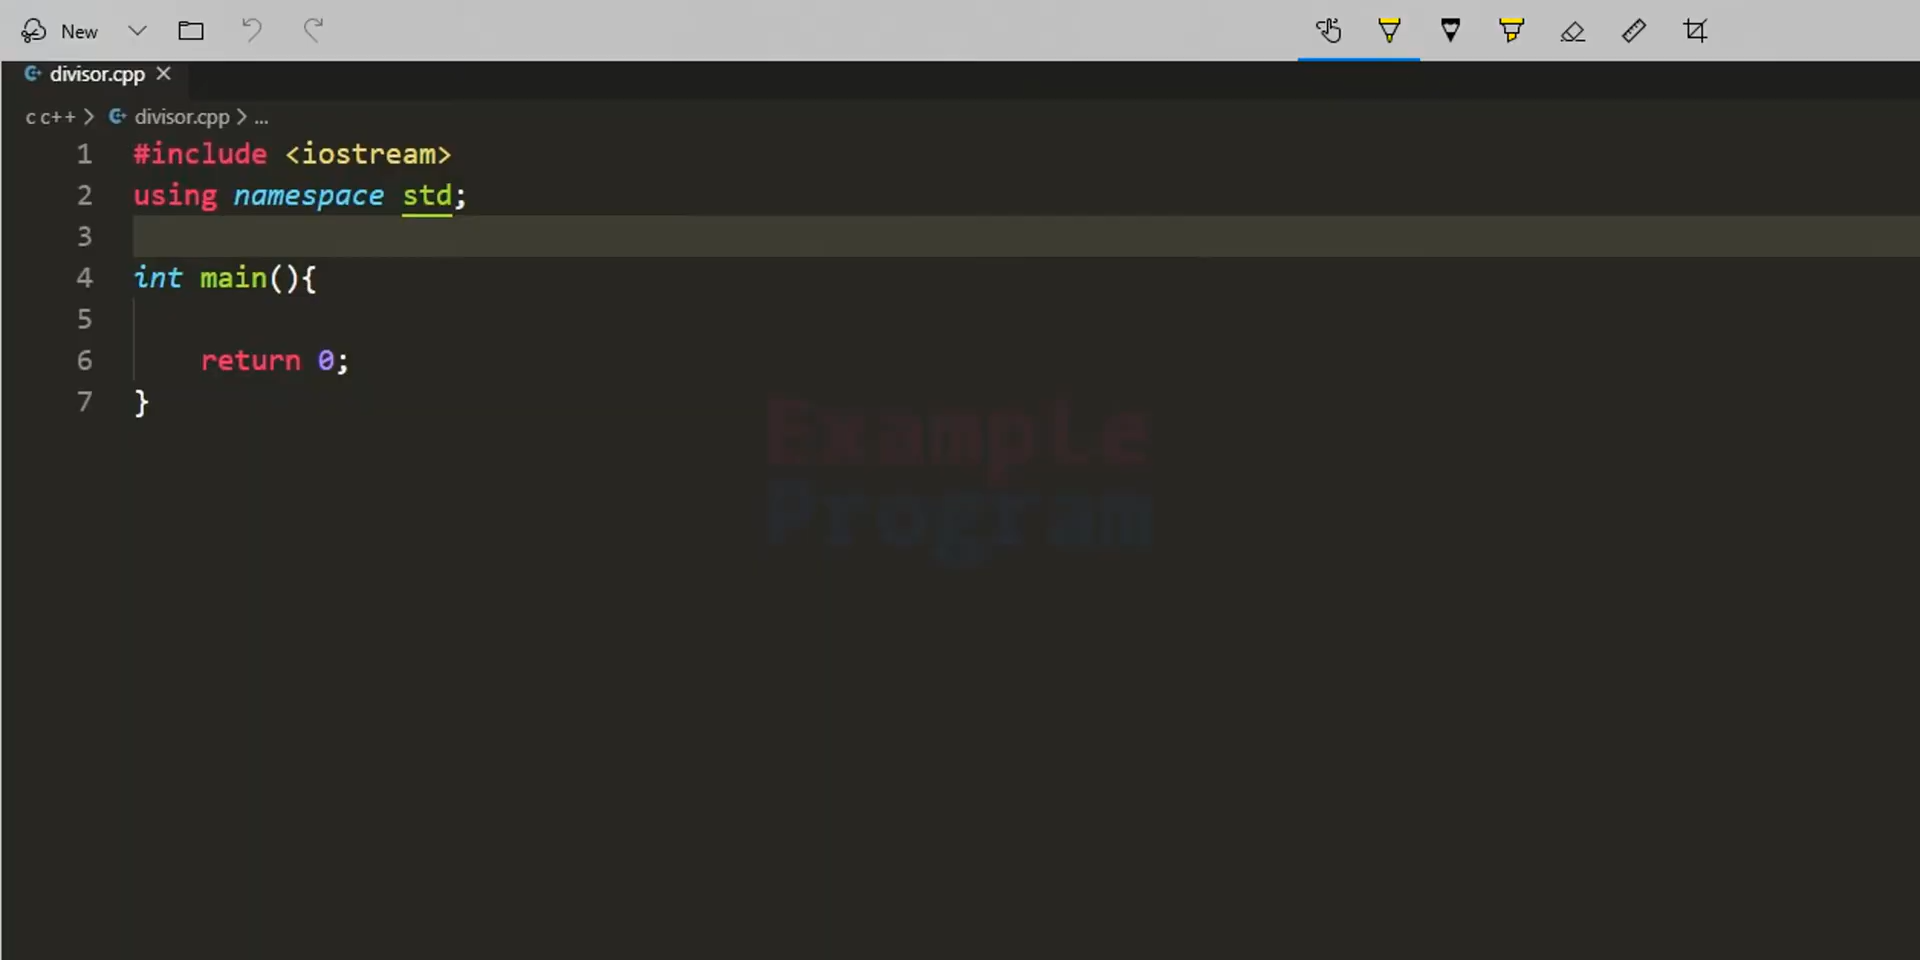 New
divisor.cpp
c c++ > divisor.cpp > ...
1 #include <iostream>
2 using namespace std;
3
4 int main(){
5
6 return 0;
7 }
Example
Program